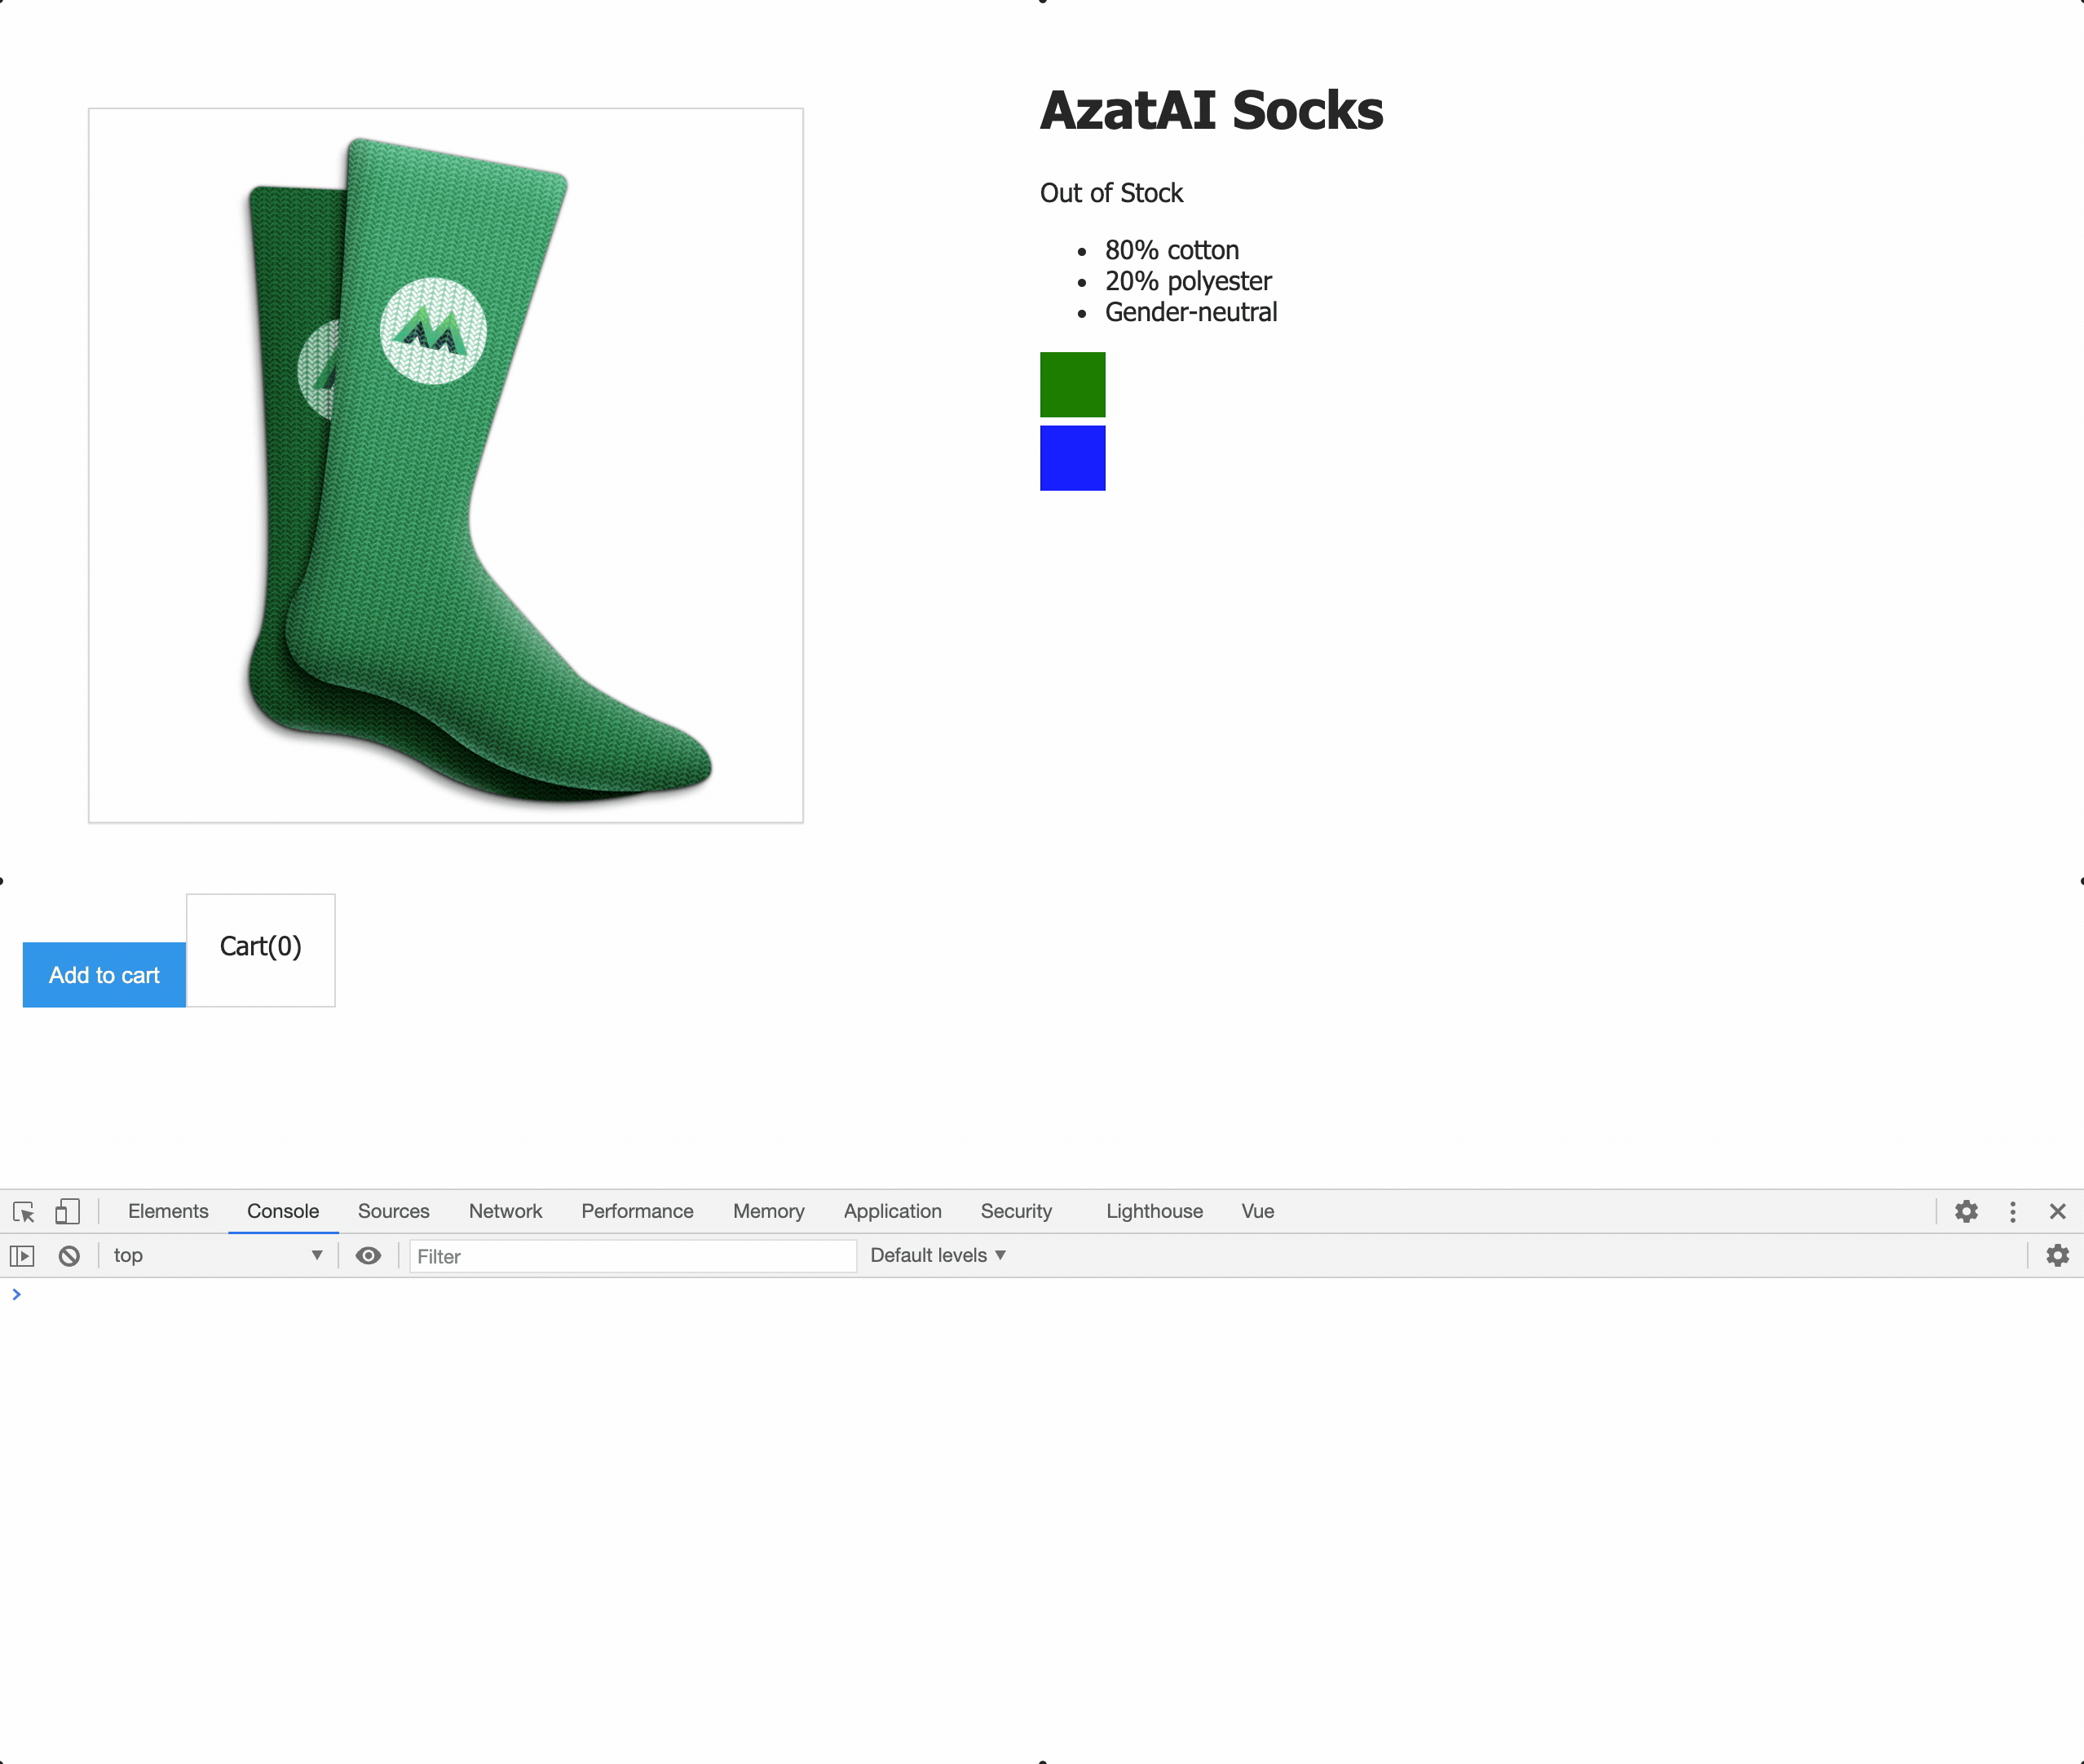 AzatAI Socks
Out of Stock
80% cotton
20% polyester
Gender-neutral
Add to cart
Cart(0)
Elements Console Sources Network Performance Memory Application Security Lighthouse Vue
top Filter Default levels